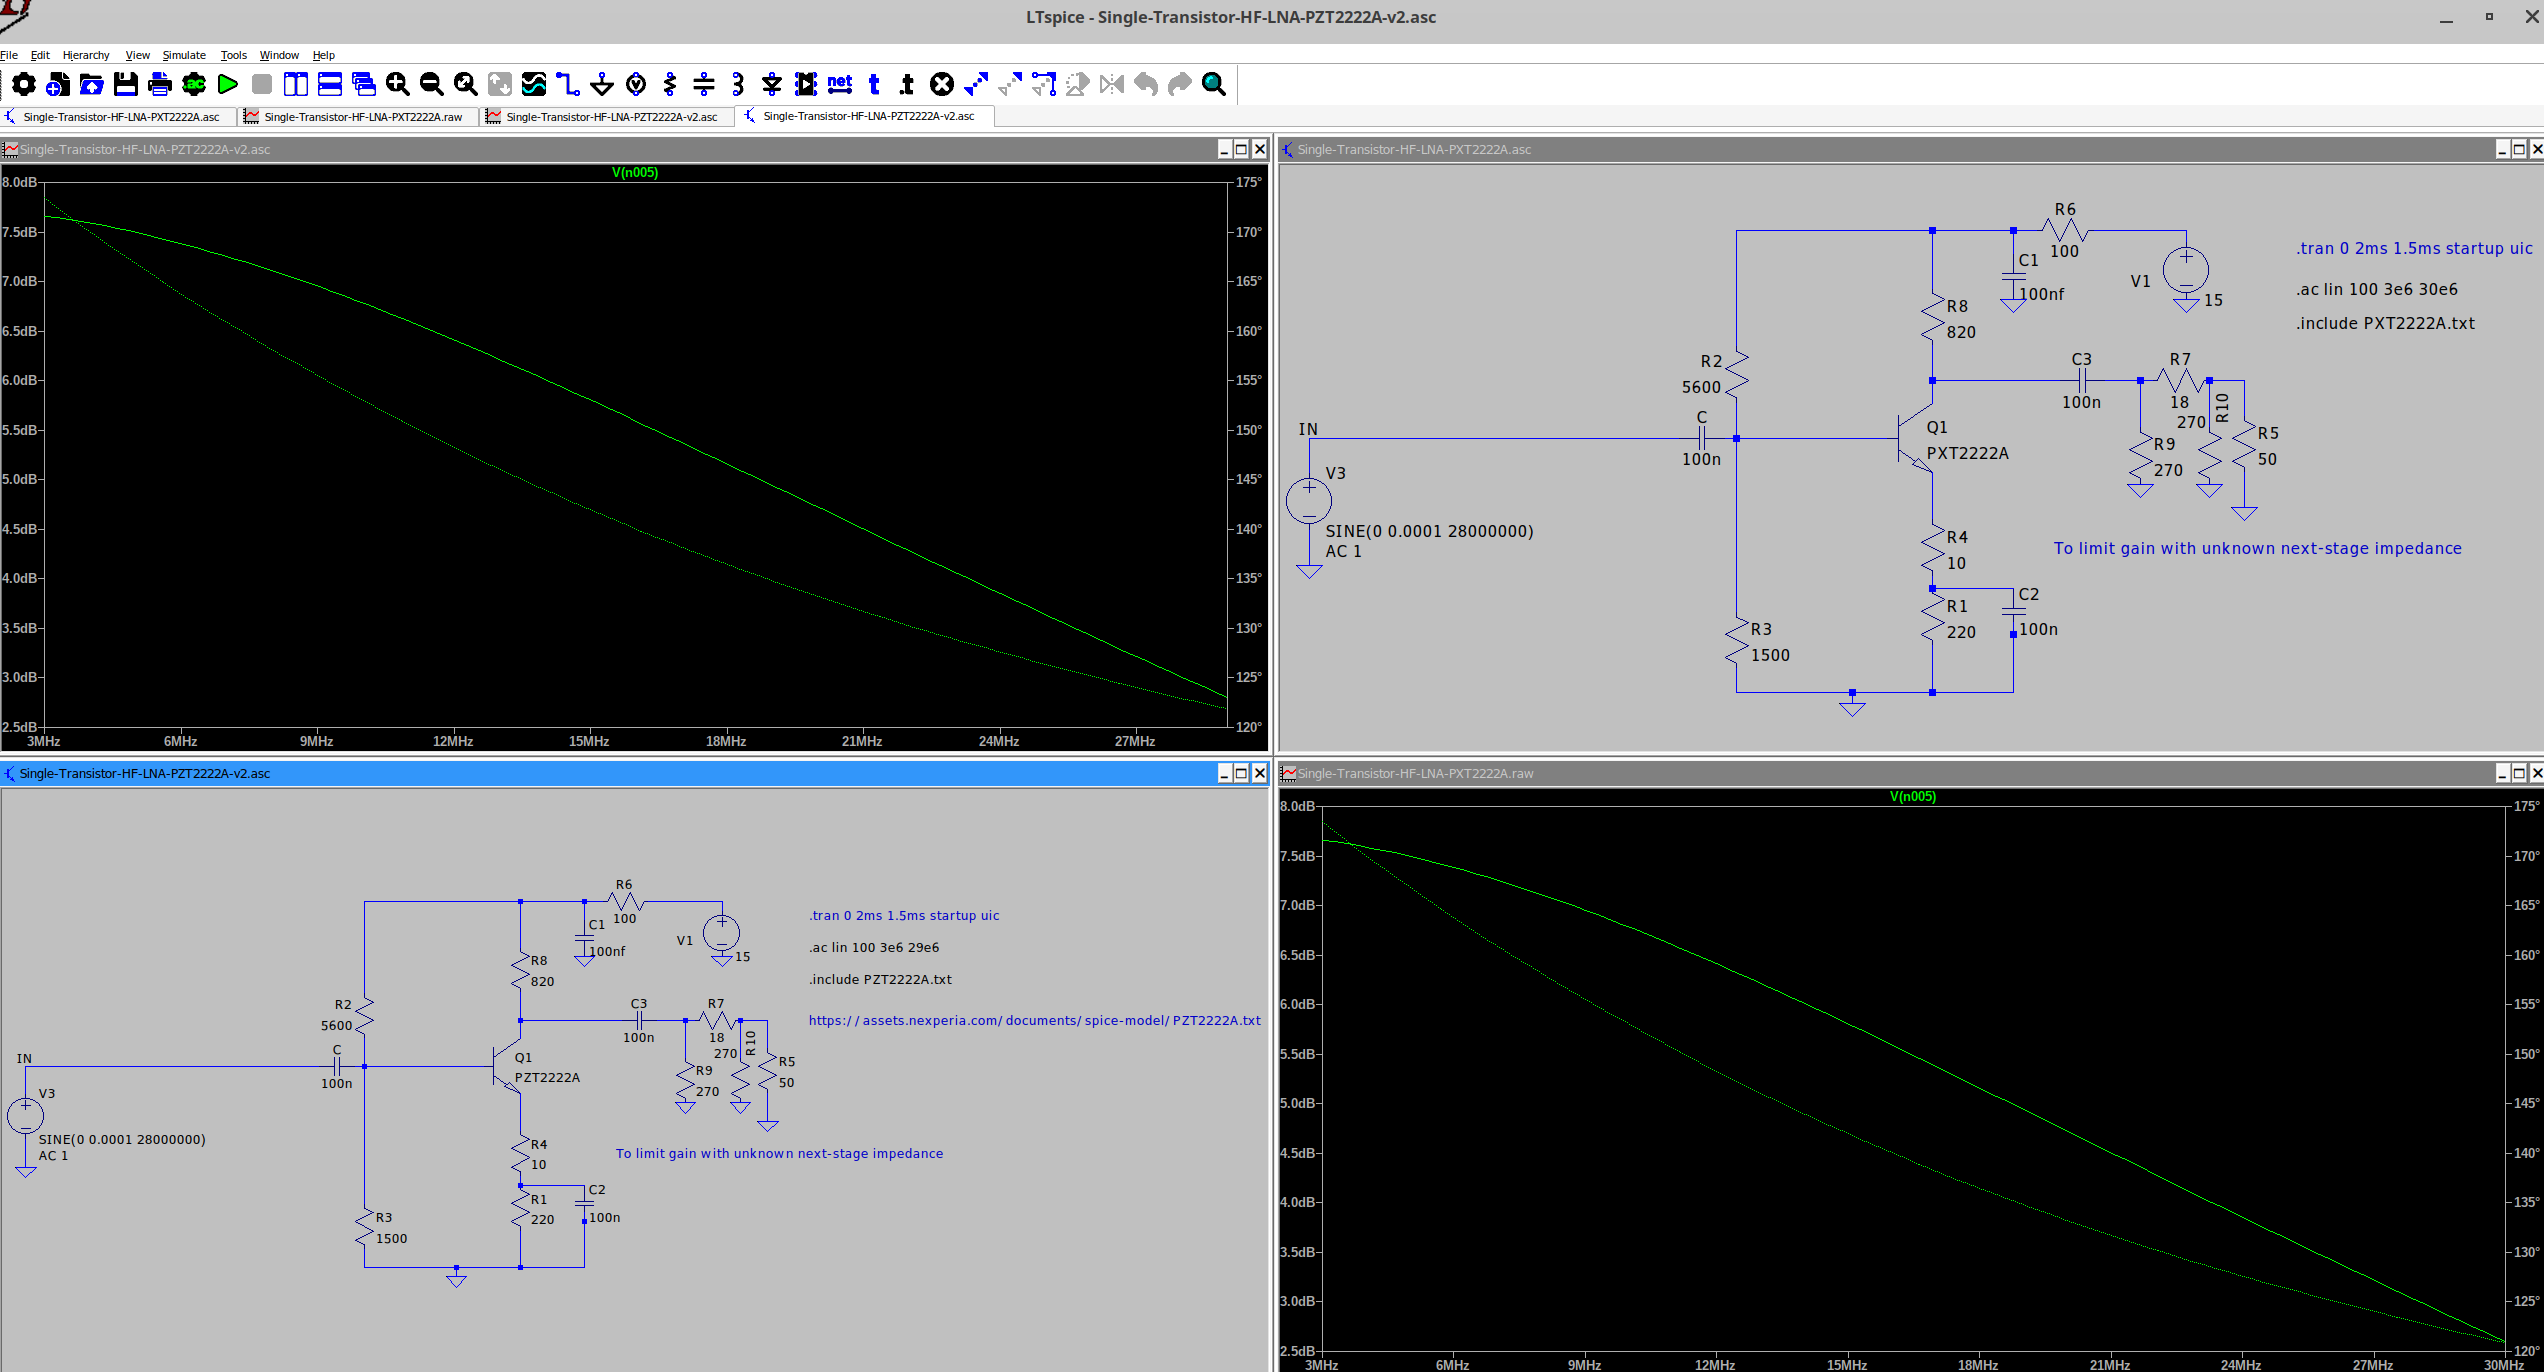 LTspice - Single-Transistor-HF-LNA-PZT2222A-v2.asc
File Edit Hierarchy View Simulate Tools Window Help
.ac
net t .t
Single-Transistor-HF-LNA-PXT2222A.asc
Single-Transistor-HF-LNA-PXT2222A.raw
Single-Transistor-HF-LNA-PZT2222A-v2.asc
Single-Transistor-HF-LNA-PZT2222A-v2.asc
Single-Transistor-HF-LNA-PZT2222A-v2.asc
V(n005)
8.0dB 175°
7.5dB 170°
7.0dB 165°
6.5dB 160°
6.0dB 155°
5.5dB 150°
5.0dB 145°
4.5dB 140°
4.0dB 135°
3.5dB 130°
3.0dB 125°
2.5dB 120°
3MHz 6MHz 9MHz 12MHz 15MHz 18MHz 21MHz 24MHz 27MHz
Single-Transistor-HF-LNA-PXT2222A.asc
R6
100
C1
100nf
V1
15
.tran 0 2ms 1.5ms startup uic
.ac lin 100 3e6 30e6
.include PXT2222A.txt
R8
820
R2
5600
C3
100n
R7
18
270
R10
R9
270
R5
50
IN
C
100n
Q1
PXT2222A
V3
SINE(0 0.0001 28000000)
AC 1
R4
10
To limit gain with unknown next-stage impedance
C2
100n
R1
220
R3
1500
Single-Transistor-HF-LNA-PZT2222A-v2.asc
R6
100
C1
100nf
V1
15
.tran 0 2ms 1.5ms startup uic
.ac lin 100 3e6 29e6
.include PZT2222A.txt
https://assets.nexperia.com/documents/spice-model/PZT2222A.txt
R8
820
R2
5600
C3
100n
R7
18
270
R10
R9
270
R5
50
IN
C
100n
Q1
PZT2222A
V3
SINE(0 0.0001 28000000)
AC 1
R4
10
To limit gain with unknown next-stage impedance
C2
100n
R1
220
R3
1500
Single-Transistor-HF-LNA-PXT2222A.raw
V(n005)
8.0dB 175°
7.5dB 170°
7.0dB 165°
6.5dB 160°
6.0dB 155°
5.5dB 150°
5.0dB 145°
4.5dB 140°
4.0dB 135°
3.5dB 130°
3.0dB 125°
2.5dB 120°
3MHz 6MHz 9MHz 12MHz 15MHz 18MHz 21MHz 24MHz 27MHz 30MHz